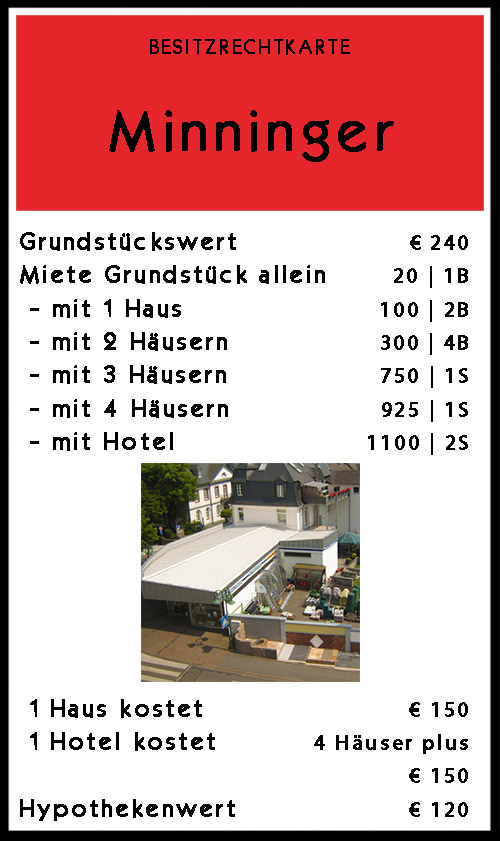 BESITZRECHTKARTE
Minninger
Grundstückswert € 240
Miete Grundstück allein 20 | 1B
- mit 1 Haus 100 | 2B
- mit 2 Häusern 300 | 4B
- mit 3 Häusern 750 | 1S
- mit 4 Häusern 925 | 1S
- mit Hotel 1100 | 2S
1 Haus kostet € 150
1 Hotel kostet 4 Häuser plus
€ 150
Hypothekenwert € 120